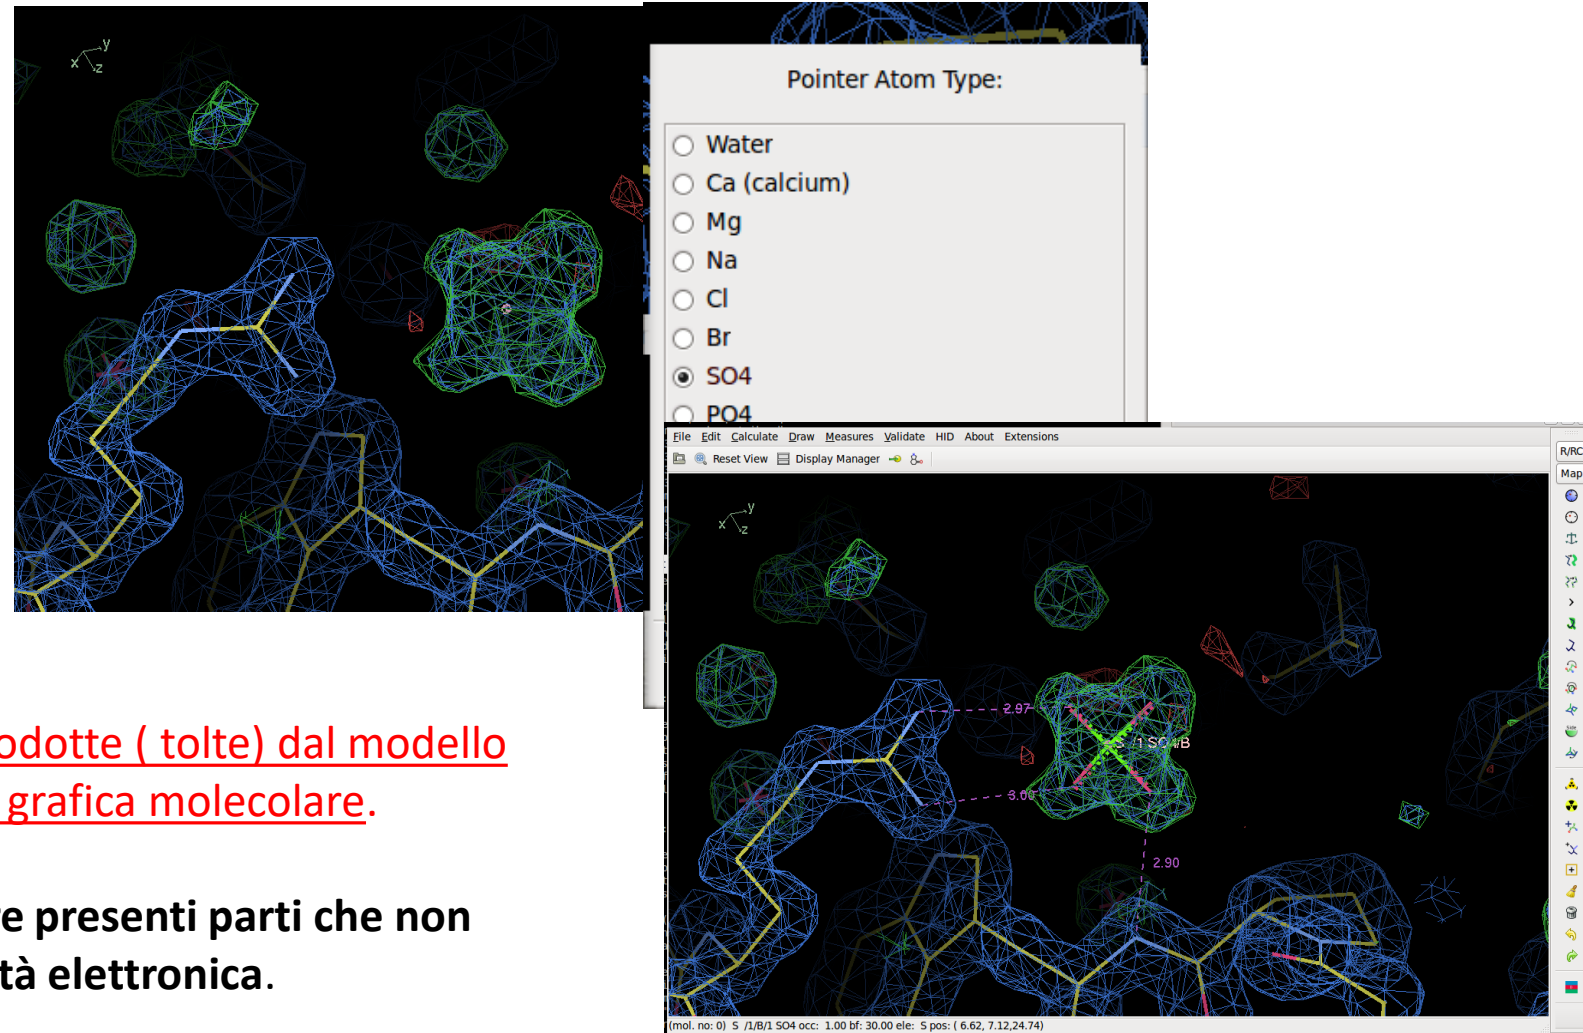 y
x
z
Pointer Atom Type:
Water
Ca (calcium)
Mg
Na
Cl
Br
SO4
PO4
File Edit Calculate Draw Measures Validate HID About Extensions
Reset View Display Manager
R/RC
Map
y
x
z
2.97
S /1 SO4/B
3.00
2.90
(mol. no: 0) S /1/B/1 SO4 occ: 1.00 bf: 30.00 ele: S pos: ( 6.62, 7.12,24.74)
odotte ( tolte) dal modello
grafica molecolare.
re presenti parti che non
tà elettronica.